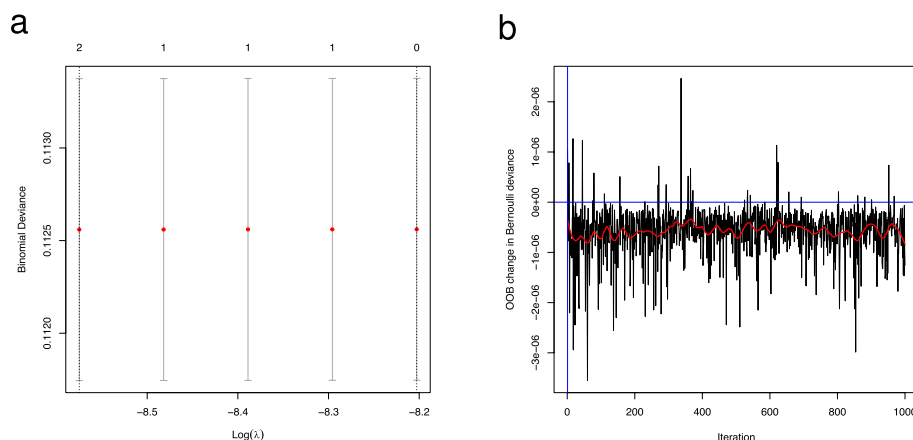 a
2 1 1 1 0
0.1130
0.1125
0.1120
Binomial Deviance
−8.5 −8.4 −8.3 −8.2
Log(λ)
b
2e−06
1e−06
0e+00
−1e−06
−2e−06
−3e−06
OOB change in Bernoulli deviance
0 200 400 600 800 1000
Iteration